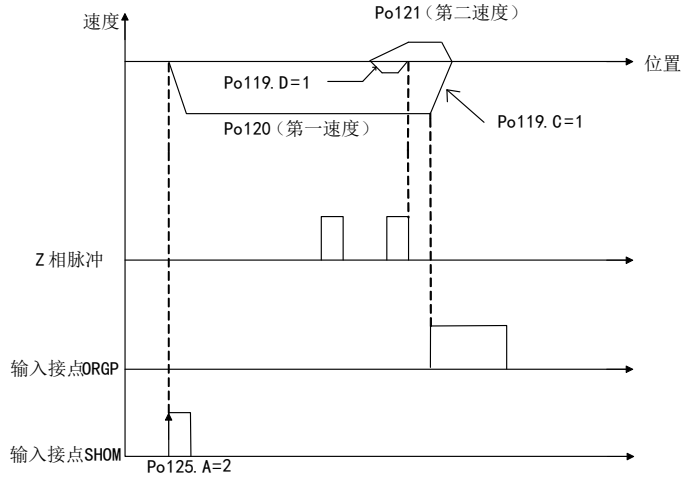 Po121(第二速度)
速度
位置
Po119.D=1
Po120(第一速度)
Po119.C=1
Z相脉冲
输入接点ORGP
输入接点SHOM
Po125.A=2